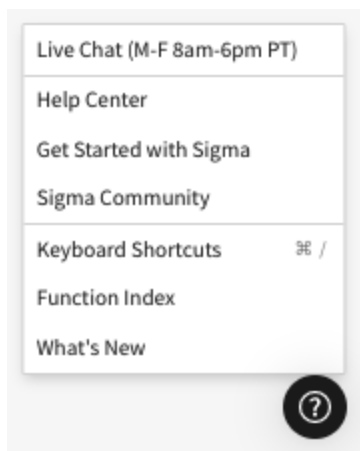 Live Chat (M-F 8am-6pm PT)
Help Center
Get Started with Sigma
Sigma Community
Keyboard Shortcuts ⌘ /
Function Index
What's New
?